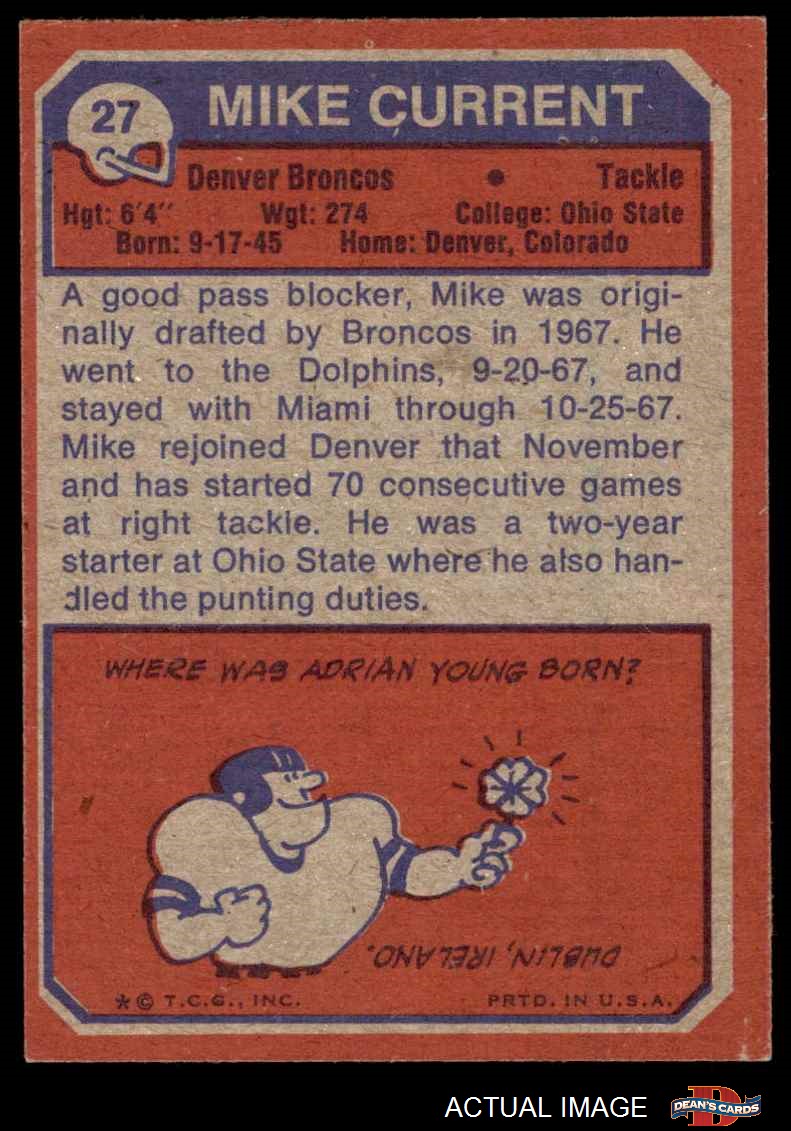 27
MIKE CURRENT
Denver Broncos • Tackle
Hgt: 6'4" Wgt: 274 College: Ohio State
Born: 9-17-45 Home: Denver, Colorado
A good pass blocker, Mike was origi-
nally drafted by Broncos in 1967. He
went to the Dolphins, 9-20-67, and
stayed with Miami through 10-25-67.
Mike rejoined Denver that November
and has started 70 consecutive games
at right tackle. He was a two-year
starter at Ohio State where he also han-
dled the punting duties.
WHERE WAS ADRIAN YOUNG BORN?
DUBLIN, IRELAND.
*© T.C.G., INC. PRTD. IN U.S.A.
ACTUAL IMAGE
D
DEAN'S CARDS